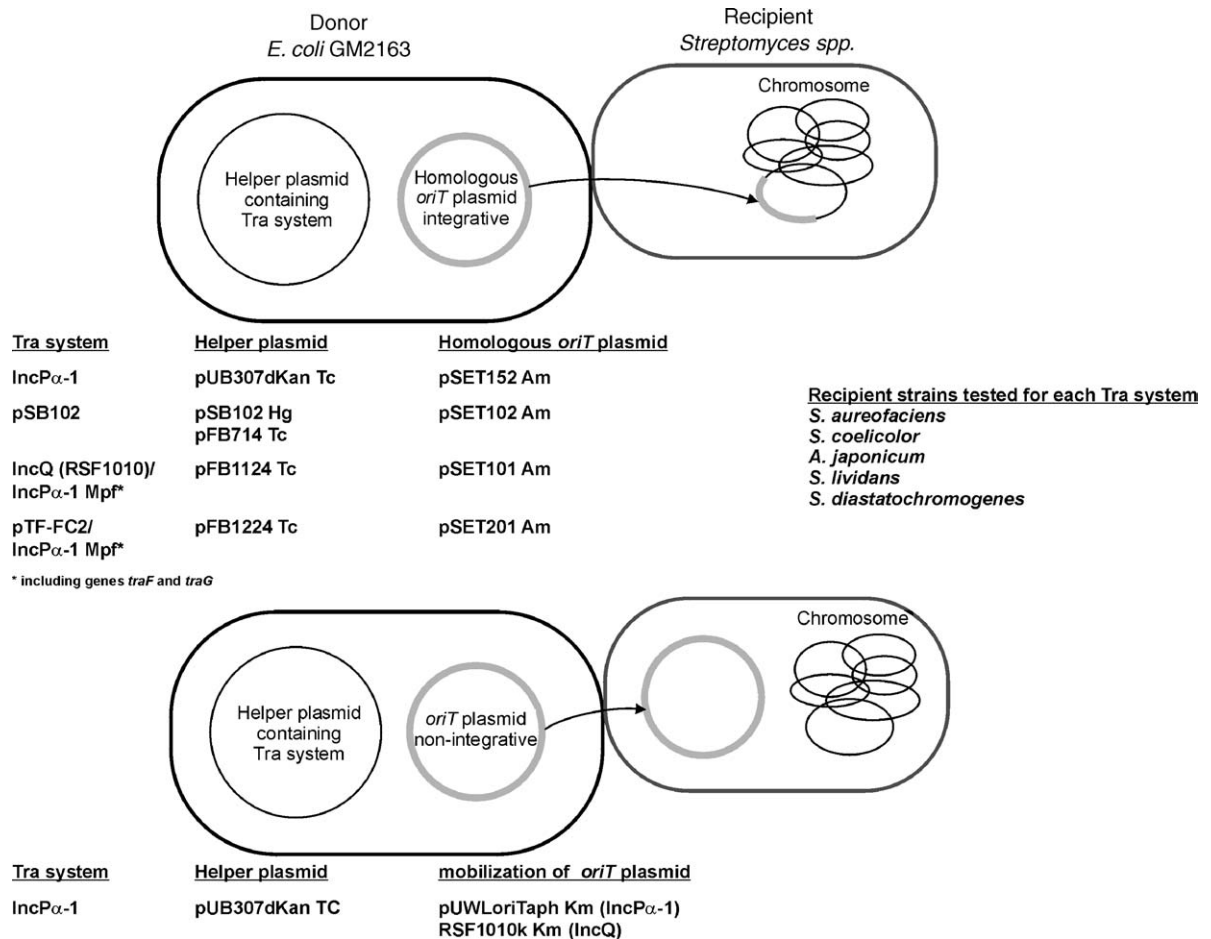 Donor
E. coli GM2163
Recipient
Streptomyces spp.
Chromosome
Helper plasmid
containing
Tra system
Homologous
oriT plasmid
integrative
Tra system Helper plasmid Homologous oriT plasmid
IncPα-1 pUB307dKan Tc pSET152 Am
pSB102 pSB102 Hg pSET102 Am
pFB714 Tc
IncQ (RSF1010)/ pFB1124 Tc pSET101 Am
IncPα-1 Mpf*
pTF-FC2/ pFB1224 Tc pSET201 Am
IncPα-1 Mpf*
* including genes traF and traG
Recipient strains tested for each Tra system
S. aureofaciens
S. coelicolor
A. japonicum
S. lividans
S. diastatochromogenes
Chromosome
Helper plasmid
containing
Tra system
oriT plasmid
non-integrative
Tra system Helper plasmid mobilization of oriT plasmid
IncPα-1 pUB307dKan TC pUWLoriTaph Km (IncPα-1)
RSF1010k Km (IncQ)